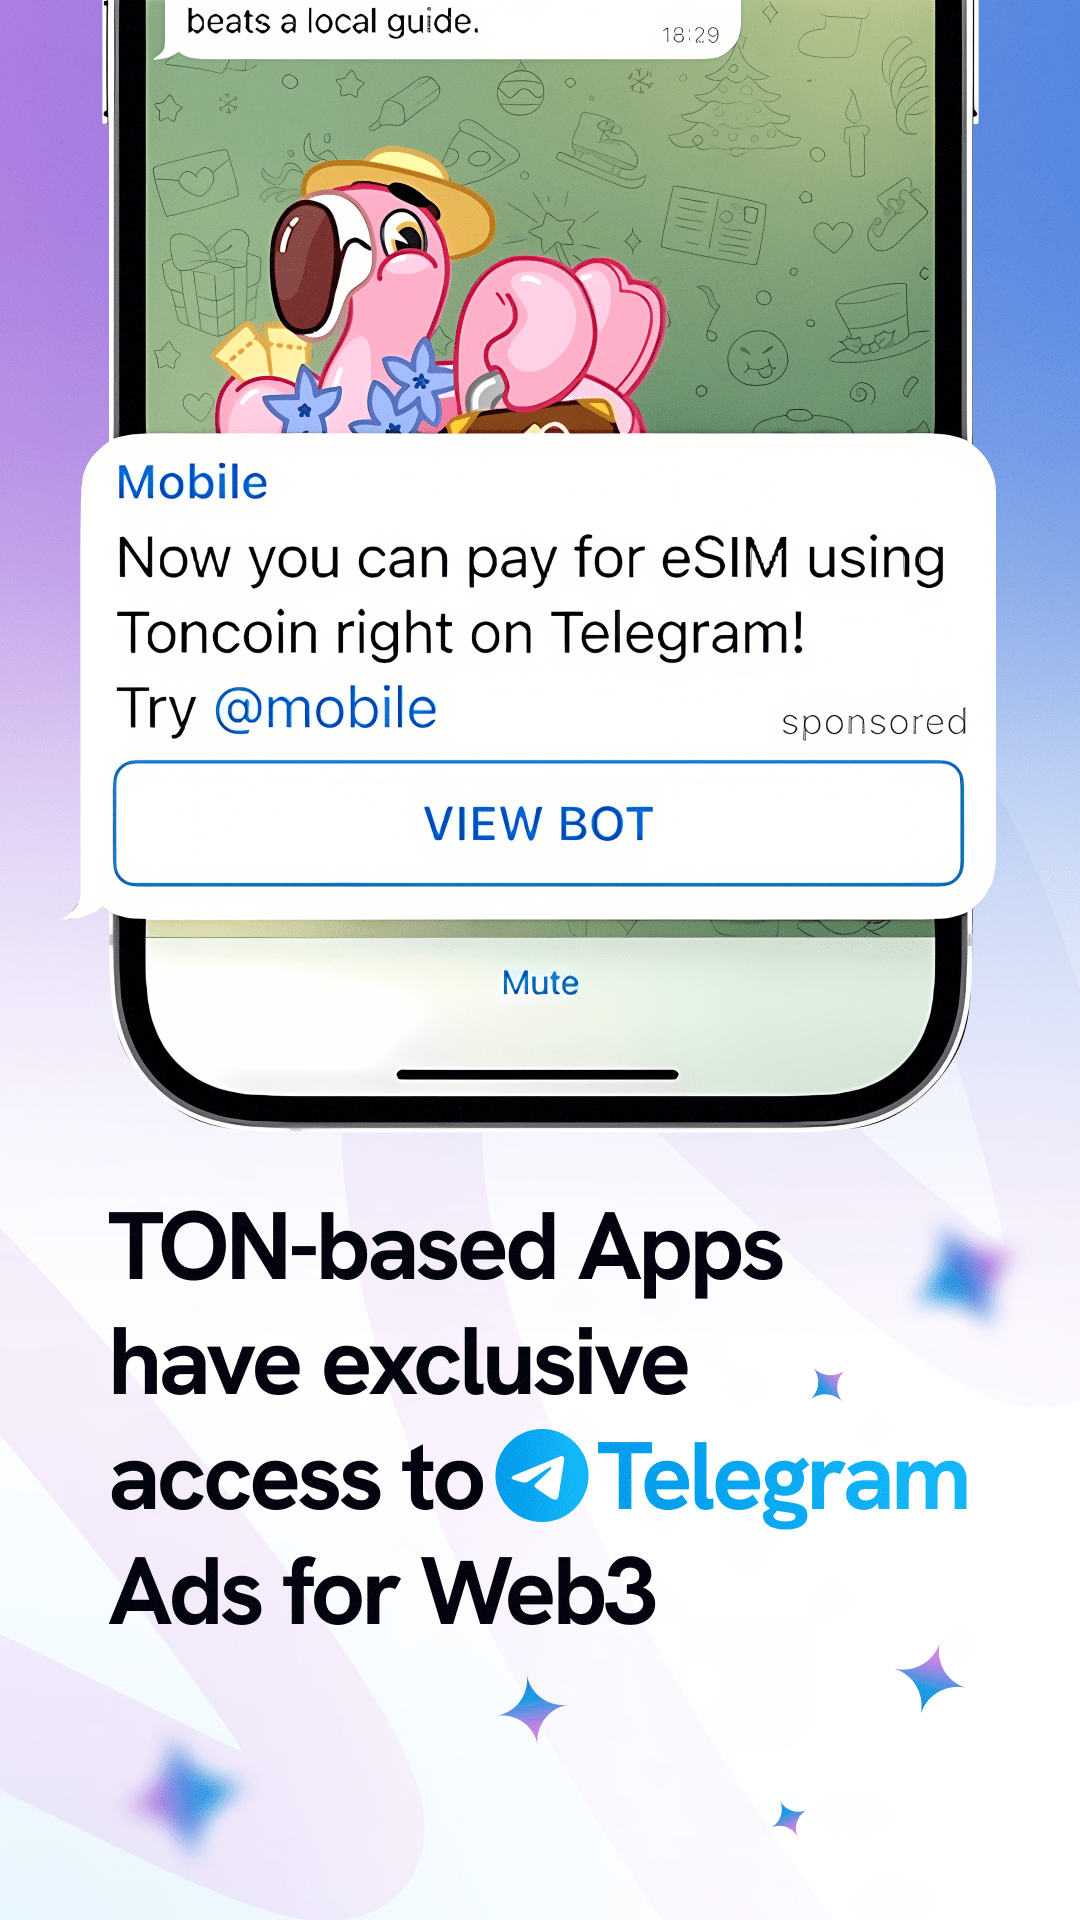 beats a local guide.
18:29
Mobile
Now you can pay for eSIM using
Toncoin right on Telegram!
Try @mobile
sponsored
VIEW BOT
Mute
TON-based Apps
have exclusive
access to Telegram
Ads for Web3